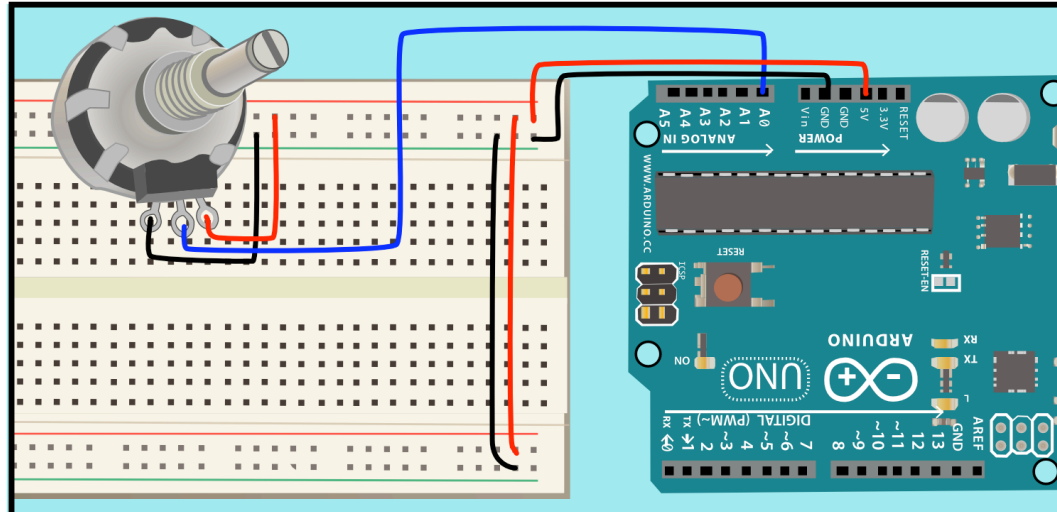 A5
A4
A3
A2
A1
A0
ANALOG IN
Vin
GND
GND
5V
3.3V
RESET
POWER
WWW.ARDUINO.CC
RESET
ICSP
RESET-EN
ON
UNO
ARDUINO
RX
TX
L
DIGITAL (PWM~)
RX
0
TX
1
2
~3
4
~5
~6
7
8
~9
~10
~11
12
13
GND
AREF